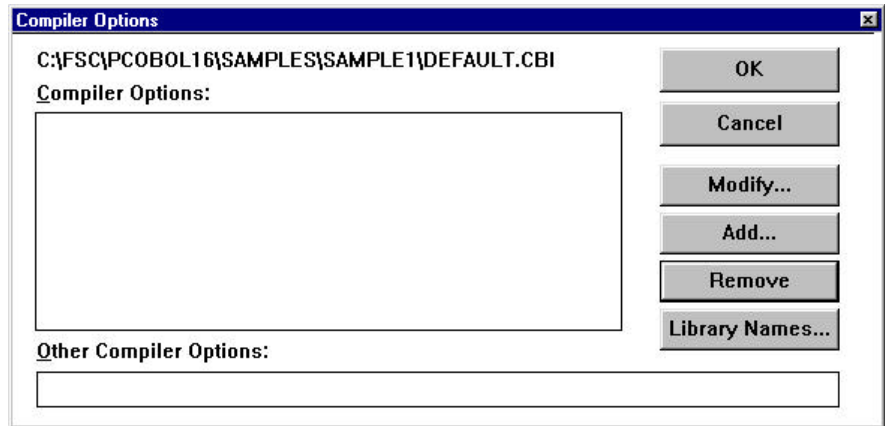 Compiler Options
C:\FSC\PCOBOL16\SAMPLES\SAMPLE1\DEFAULT.CBI
Compiler Options:
OK
Cancel
Modify...
Add...
Remove
Library Names...
Other Compiler Options: